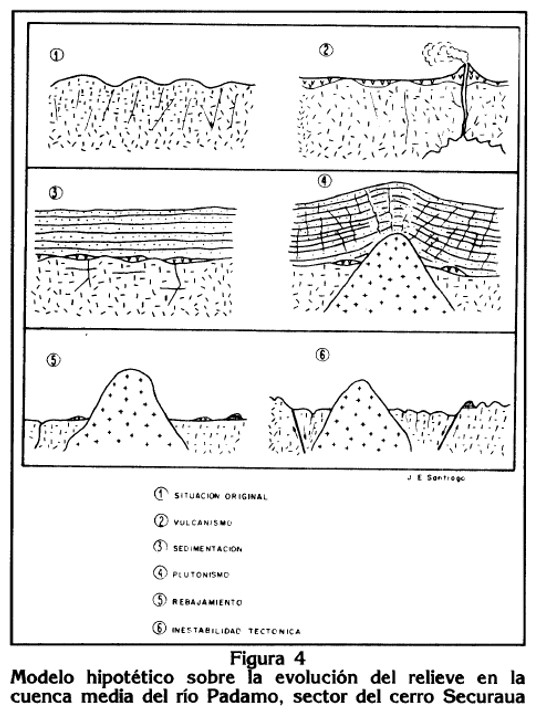 ①
②
③
④
⑤
⑥
J E Santiago
① SITUACION ORIGINAL
② VULCANISMO
③ SEDIMENTACION
④ PLUTONISMO
⑤ REBAJAMIENTO
⑥ INESTABILIDAD TECTONICA
Figura 4
Modelo hipotético sobre la evolución del relieve en la
cuenca media del río Padamo, sector del cerro Securaua